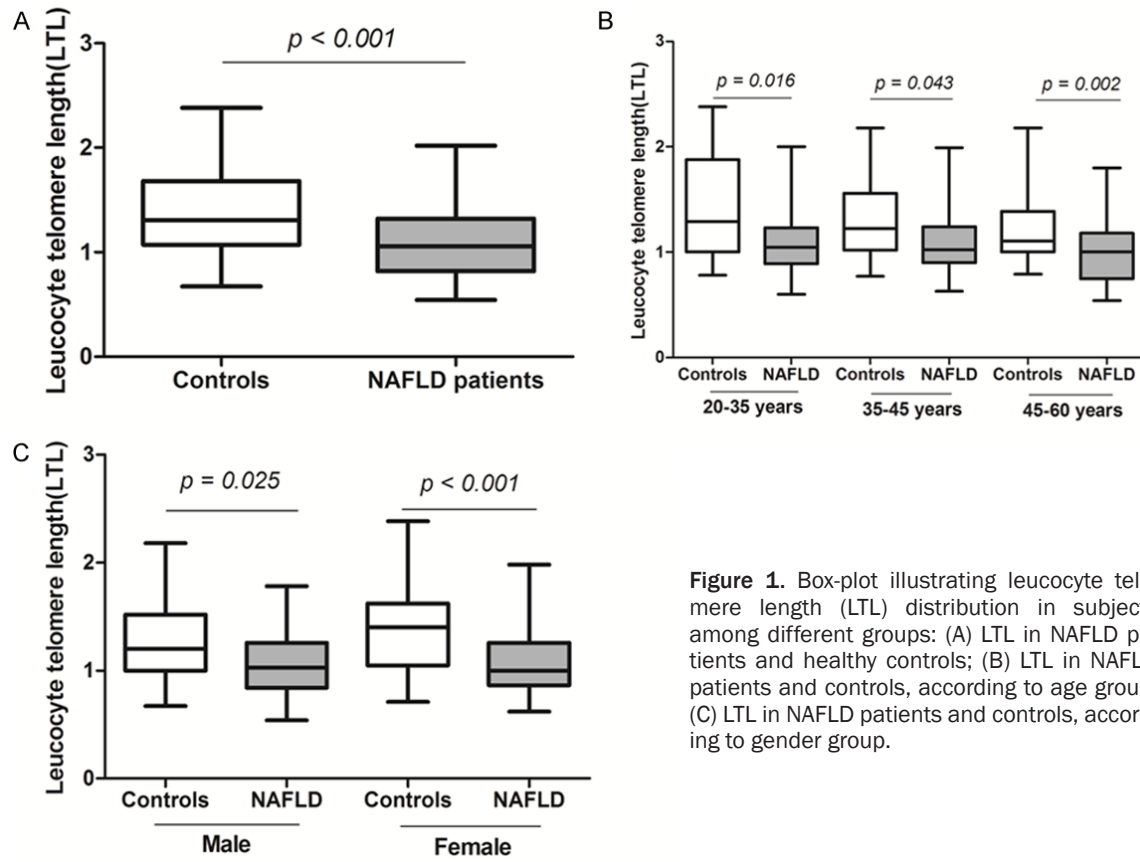 A
Leucocyte telomere length(LTL)
3
2
1
0
p < 0.001
Controls
NAFLD patients
B
Leucocyte telomere length(LTL)
3
2
1
0
p = 0.016
p = 0.043
p = 0.002
Controls NAFLD Controls NAFLD Controls NAFLD
20-35 years
35-45 years
45-60 years
C
Leucocyte telomere length(LTL)
3
2
1
0
p = 0.025
p < 0.001
Controls NAFLD Controls NAFLD
Male
Female
Figure 1. Box-plot illustrating leucocyte tel
mere length (LTL) distribution in subjec
among different groups: (A) LTL in NAFLD p
tients and healthy controls; (B) LTL in NAFL
patients and controls, according to age grou
(C) LTL in NAFLD patients and controls, accor
ing to gender group.